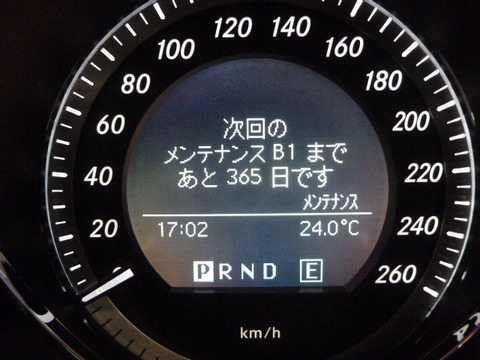 120 140
100 160
80 180
60 200
次回の
メンテナンス B1 まで
あと 365 日です
メンテナンス
40 220
20 240
17:02 24.0°C
260
P R N D E
km/h